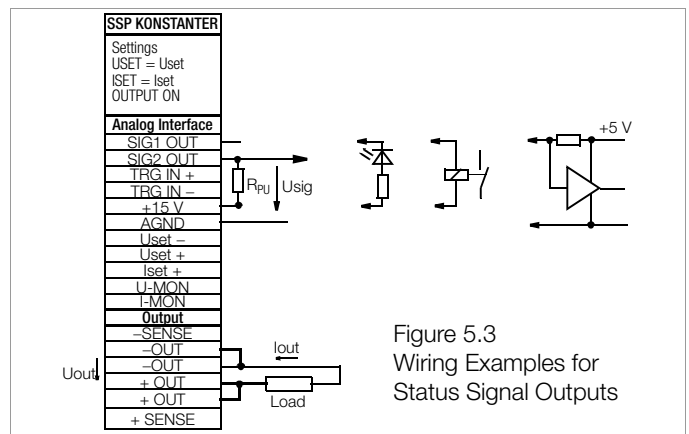 SSP KONSTANTER
Settings
USET = Uset
ISET = Iset
OUTPUT ON
Analog Interface
SIG1 OUT
SIG2 OUT
TRG IN +
TRG IN –
+15 V
AGND
Uset –
Uset +
Iset +
U-MON
I-MON
Output
–SENSE
–OUT
–OUT
+ OUT
+ OUT
+ SENSE
RPU
Usig
+5 V
Uout
Iout
Load
Figure 5.3
Wiring Examples for
Status Signal Outputs